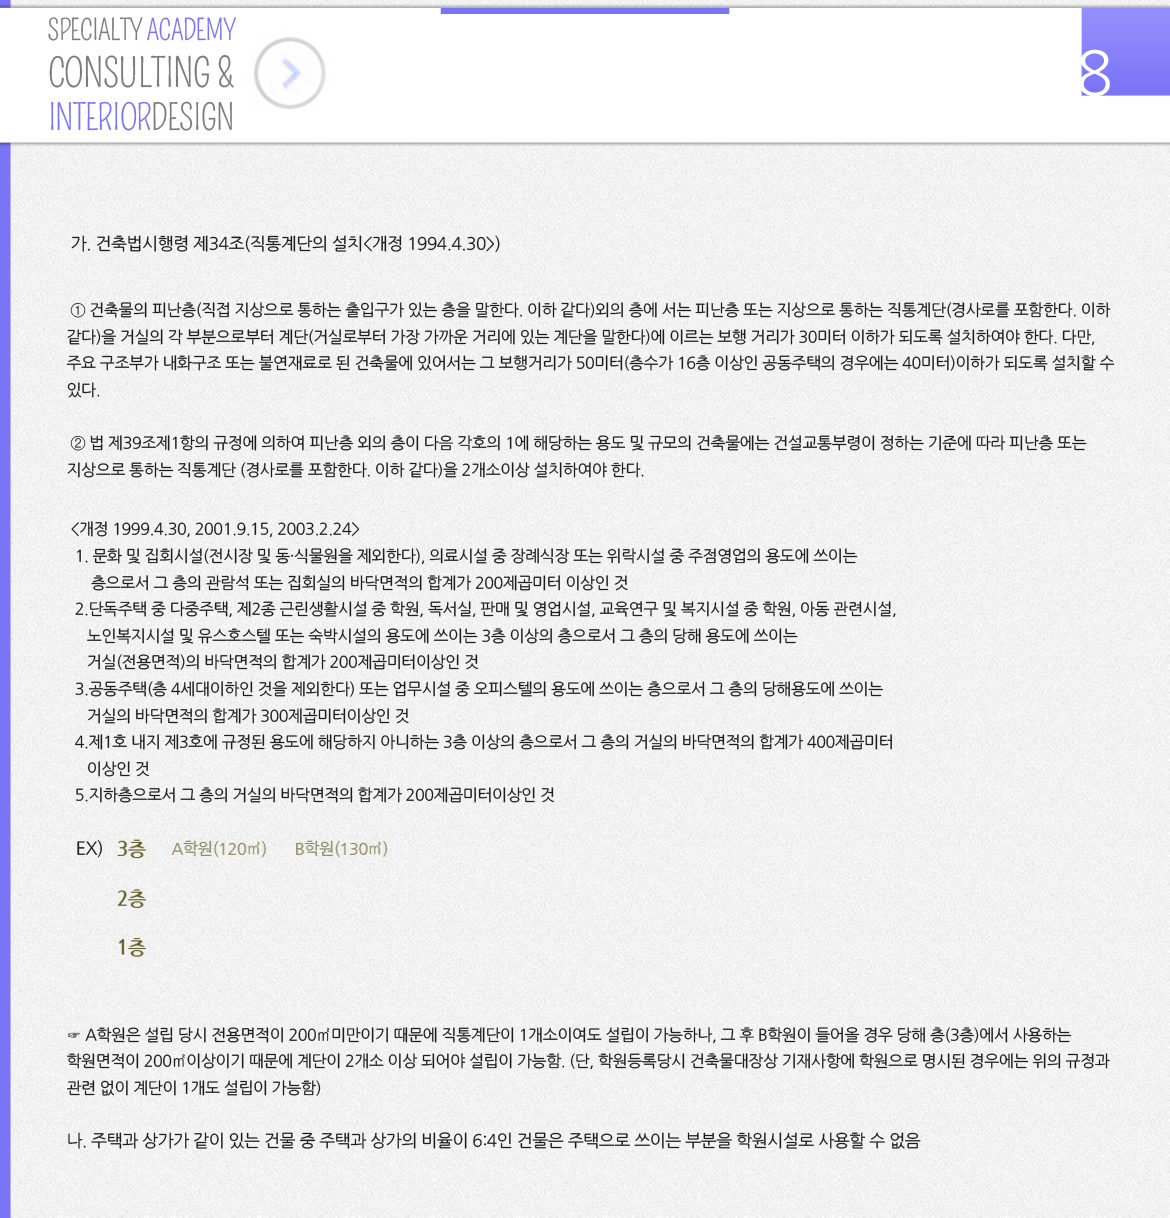 SPECIALTY ACADEMY
CONSULTING &
INTERIORDESIGN
8
가. 건축법시행령 제34조(직통계단의 설치<개정 1994.4.30>)
① 건축물의 피난층(직접 지상으로 통하는 출입구가 있는 층을 말한다. 이하 같다)외의 층에 서는 피난층 또는 지상으로 통하는 직통계단(경사로를 포함한다. 이하
같다)을 거실의 각 부분으로부터 계단(거실로부터 가장 가까운 거리에 있는 계단을 말한다)에 이르는 보행 거리가 30미터 이하가 되도록 설치하여야 한다. 다만,
주요 구조부가 내화구조 또는 불연재료로 된 건축물에 있어서는 그 보행거리가 50미터(층수가 16층 이상인 공동주택의 경우에는 40미터)이하가 되도록 설치할 수
있다.
② 법 제39조제1항의 규정에 의하여 피난층 외의 층이 다음 각호의 1에 해당하는 용도 및 규모의 건축물에는 건설교통부령이 정하는 기준에 따라 피난층 또는
지상으로 통하는 직통계단 (경사로를 포함한다. 이하 같다)을 2개소이상 설치하여야 한다.
<개정 1999.4.30, 2001.9.15, 2003.2.24>
1. 문화 및 집회시설(전시장 및 동·식물원을 제외한다), 의료시설 중 장례식장 또는 위락시설 중 주점영업의 용도에 쓰이는
층으로서 그 층의 관람석 또는 집회실의 바닥면적의 합계가 200제곱미터 이상인 것
2.단독주택 중 다중주택, 제2종 근린생활시설 중 학원, 독서실, 판매 및 영업시설, 교육연구 및 복지시설 중 학원, 아동 관련시설,
노인복지시설 및 유스호스텔 또는 숙박시설의 용도에 쓰이는 3층 이상의 층으로서 그 층의 당해 용도에 쓰이는
거실(전용면적)의 바닥면적의 합계가 200제곱미터이상인 것
3.공동주택(층 4세대이하인 것을 제외한다) 또는 업무시설 중 오피스텔의 용도에 쓰이는 층으로서 그 층의 당해용도에 쓰이는
거실의 바닥면적의 합계가 300제곱미터이상인 것
4.제1호 내지 제3호에 규정된 용도에 해당하지 아니하는 3층 이상의 층으로서 그 층의 거실의 바닥면적의 합계가 400제곱미터
이상인 것
5.지하층으로서 그 층의 거실의 바닥면적의 합계가 200제곱미터이상인 것
EX) 3층 A학원(120㎡) B학원(130㎡)
2층
1층
☞ A학원은 설립 당시 전용면적이 200㎡미만이기 때문에 직통계단이 1개소이여도 설립이 가능하나, 그 후 B학원이 들어올 경우 당해 층(3층)에서 사용하는
학원면적이 200㎡이상이기 때문에 계단이 2개소 이상 되어야 설립이 가능함. (단, 학원등록당시 건축물대장상 기재사항에 학원으로 명시된 경우에는 위의 규정과
관련 없이 계단이 1개도 설립이 가능함)
나. 주택과 상가가 같이 있는 건물 중 주택과 상가의 비율이 6:4인 건물은 주택으로 쓰이는 부분을 학원시설로 사용할 수 없음